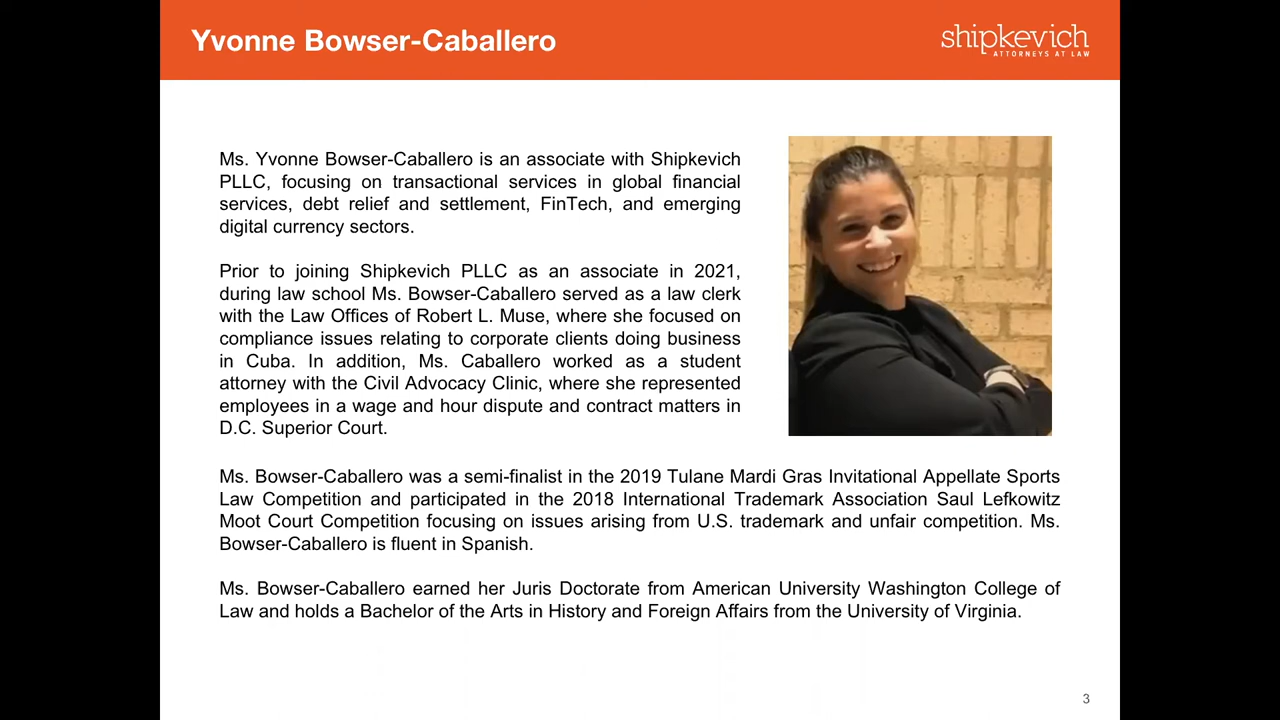 Yvonne Bowser-Caballero
shipkevich
ATTORNEYS AT LAW
Ms. Yvonne Bowser-Caballero is an associate with Shipkevich
PLLC, focusing on transactional services in global financial
services, debt relief and settlement, FinTech, and emerging
digital currency sectors.
Prior to joining Shipkevich PLLC as an associate in 2021,
during law school Ms. Bowser-Caballero served as a law clerk
with the Law Offices of Robert L. Muse, where she focused on
compliance issues relating to corporate clients doing business
in Cuba. In addition, Ms. Caballero worked as a student
attorney with the Civil Advocacy Clinic, where she represented
employees in a wage and hour dispute and contract matters in
D.C. Superior Court.
Ms. Bowser-Caballero was a semi-finalist in the 2019 Tulane Mardi Gras Invitational Appellate Sports
Law Competition and participated in the 2018 International Trademark Association Saul Lefkowitz
Moot Court Competition focusing on issues arising from U.S. trademark and unfair competition. Ms.
Bowser-Caballero is fluent in Spanish.
Ms. Bowser-Caballero earned her Juris Doctorate from American University Washington College of
Law and holds a Bachelor of the Arts in History and Foreign Affairs from the University of Virginia.
3